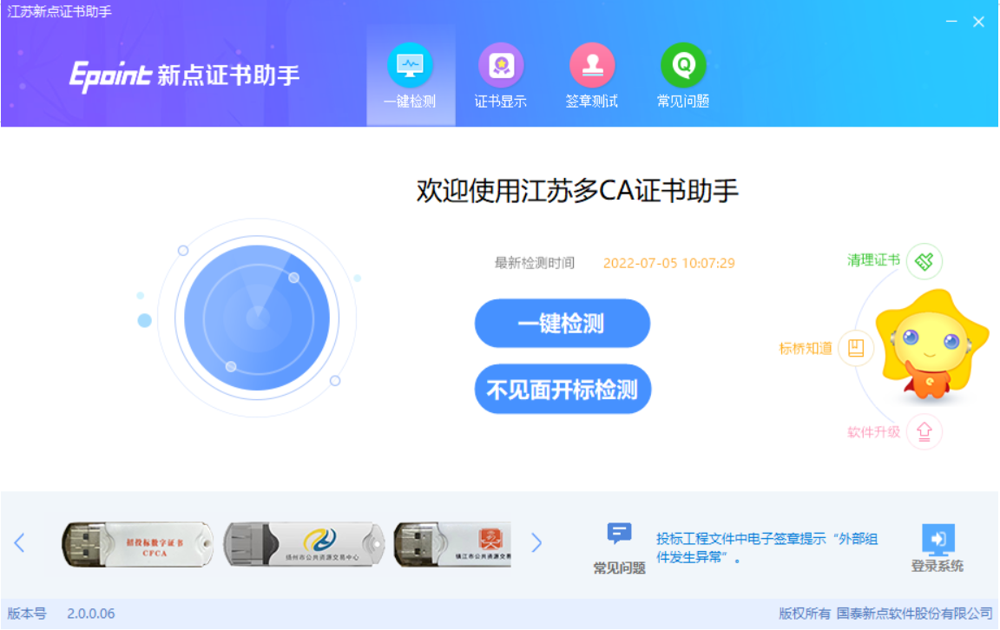 江苏新点证书助手
Epoint 新点证书助手
一键检测
证书显示
签章测试
常见问题
欢迎使用江苏多CA证书助手
最新检测时间 2022-07-05 10:07:29
一键检测
不见面开标检测
清理证书
标桥知道
软件升级
招投标数字证书
CFCA
扬州市公共资源交易中心
镇江市公共资源交易
常见问题
投标工程文件中电子签章提示“外部组
件发生异常”。
登录系统
版本号 2.0.0.06
版权所有 国泰新点软件股份有限公司